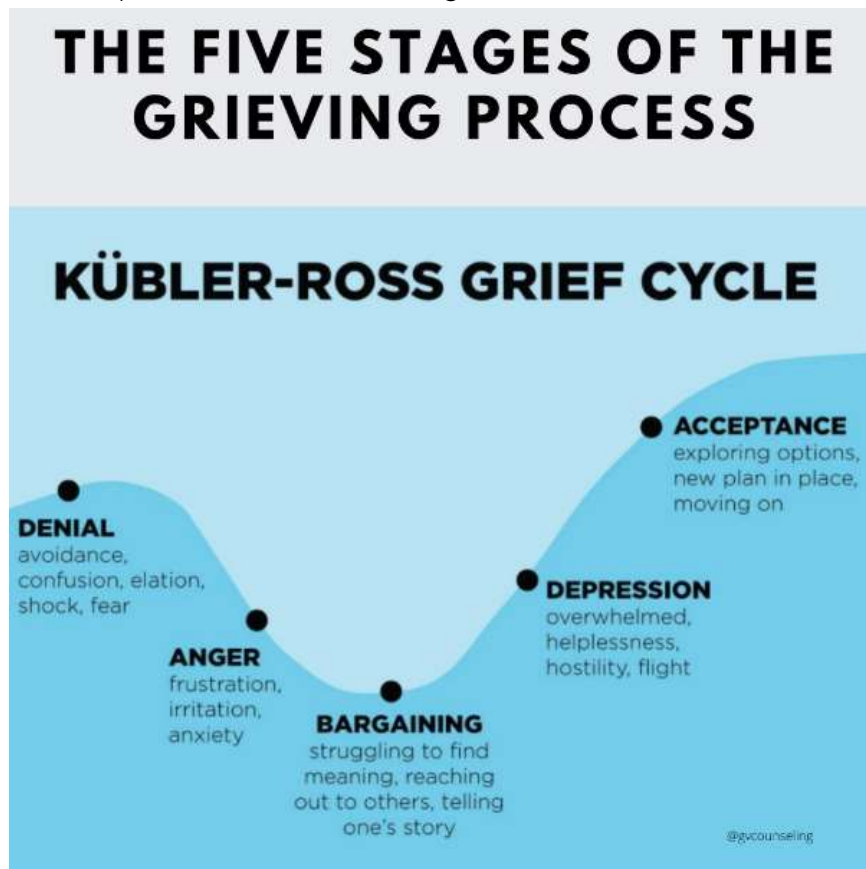 THE FIVE STAGES OF THE
GRIEVING PROCESS
KÜBLER-ROSS GRIEF CYCLE
DENIAL
avoidance,
confusion, elation,
shock, fear
ANGER
frustration,
irritation,
anxiety
BARGAINING
struggling to find
meaning, reaching
out to others, telling
one's story
DEPRESSION
overwhelmed,
helplessness,
hostility, flight
ACCEPTANCE
exploring options,
new plan in place,
moving on
@gvcounseling